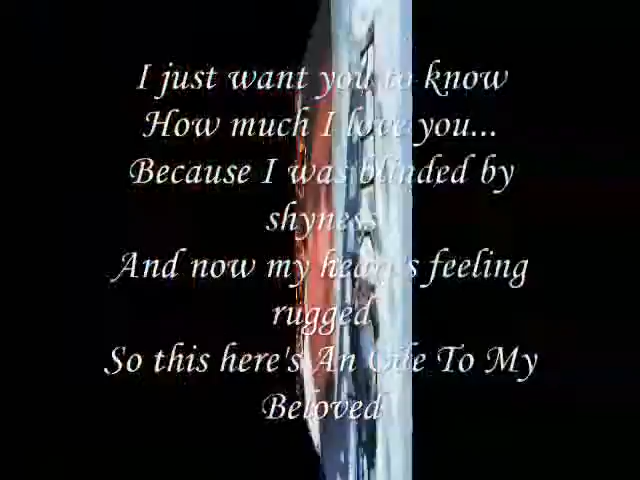 I just want you to know
How much I love you...
Because I was blinded by
shyness
And now my heart's feeling
rugged
So this here's An Ode To My
Beloved